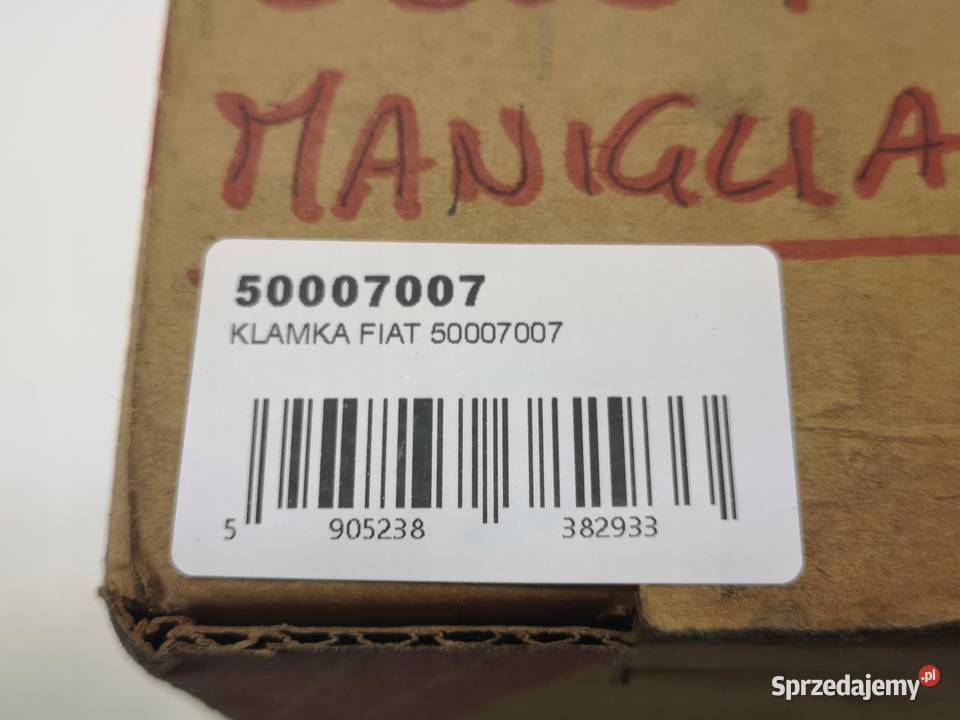 MANIGLIA
50007007
KLAMKA FIAT 50007007
5 905238 382933
Sprzedajemy.pl